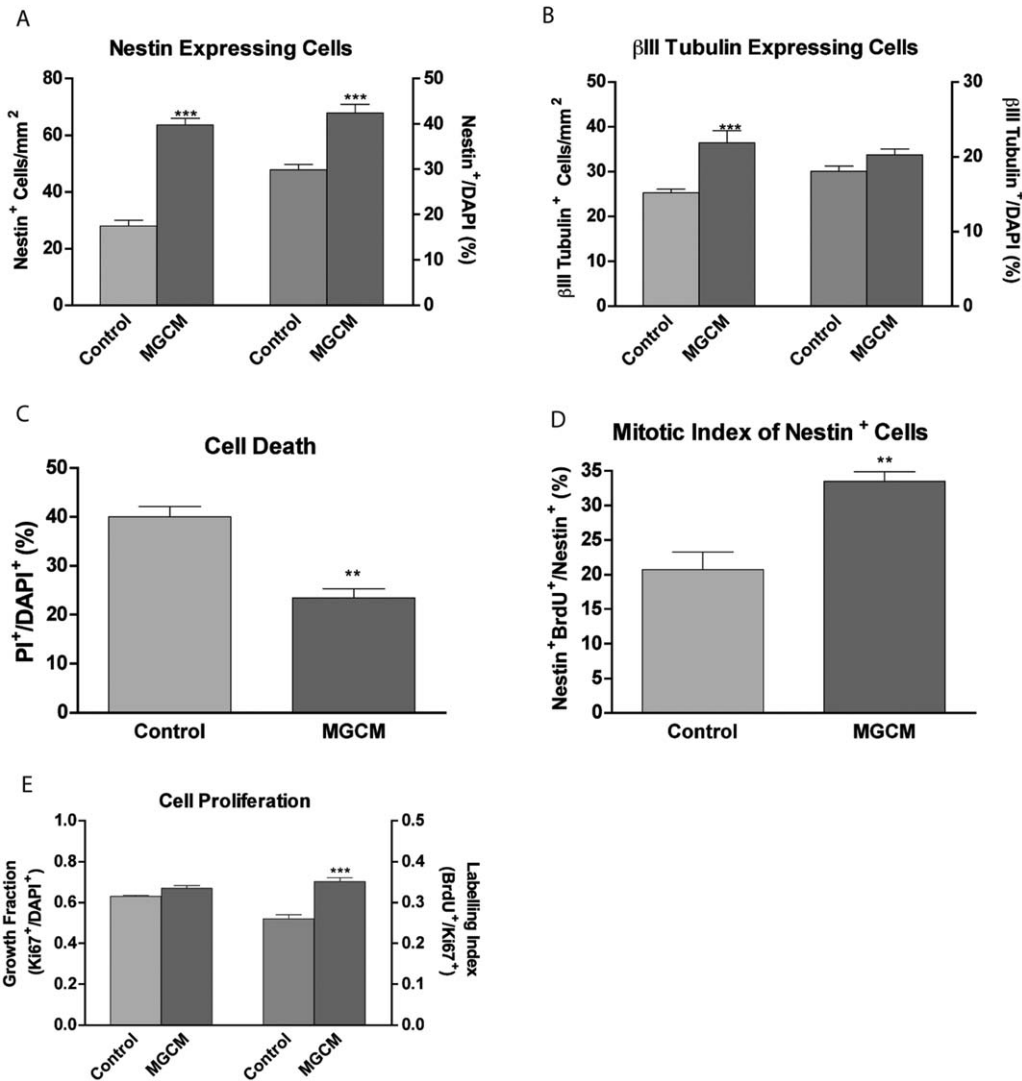 A
Nestin Expressing Cells
Nestin⁺ Cells/mm²
80
60
40
20
0
***
***
50
40
30
20
10
0
Nestin⁺/DAPI (%)
Control
MGCM
Control
MGCM
B
βIII Tubulin Expressing Cells
βIII Tubulin⁺ Cells/mm²
50
40
30
20
10
0
***
30
20
10
0
βIII Tubulin⁺/DAPI (%)
Control
MGCM
Control
MGCM
C
Cell Death
PI⁺/DAPI⁺ (%)
50
40
30
20
10
0
**
Control
MGCM
D
Mitotic Index of Nestin ⁺ Cells
Nestin⁺BrdU⁺/Nestin⁺ (%)
35
30
25
20
15
10
5
0
**
Control
MGCM
E
Cell Proliferation
Growth Fraction
(Ki67⁺/DAPI⁺)
1.0
0.8
0.6
0.4
0.2
0.0
***
0.5
0.4
0.3
0.2
0.1
0.0
Labelling Index
(BrdU⁺/Ki67⁺)
Control
MGCM
Control
MGCM